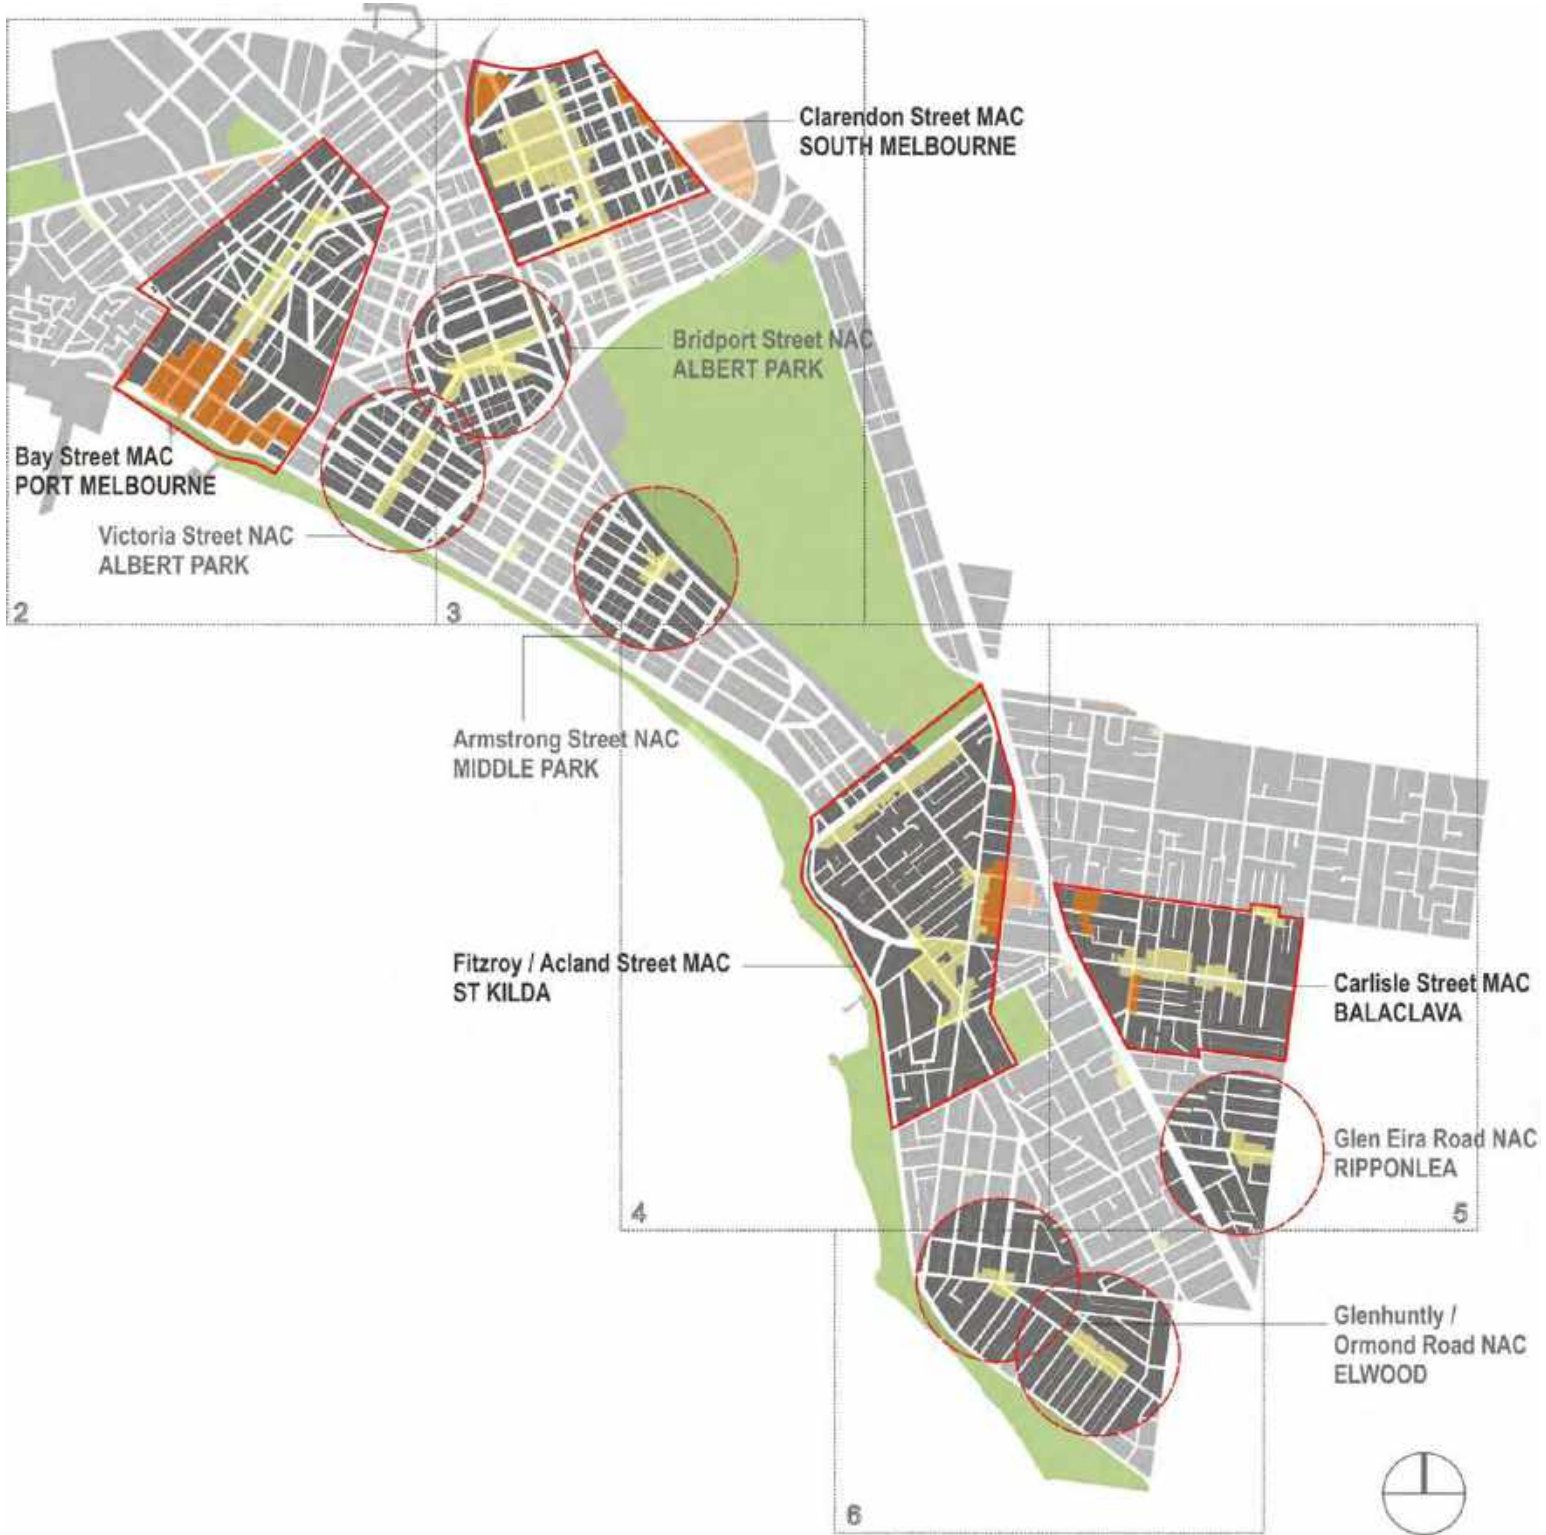 Clarendon Street MAC
SOUTH MELBOURNE
Bridport Street NAC
ALBERT PARK
Bay Street MAC
PORT MELBOURNE
Victoria Street NAC
ALBERT PARK
2
3
Armstrong Street NAC
MIDDLE PARK
Fitzroy / Acland Street MAC
ST KILDA
Carlisle Street MAC
BALACLAVA
Glen Eira Road NAC
RIPPONLEA
4
5
Glenhuntly /
Ormond Road NAC
ELWOOD
6